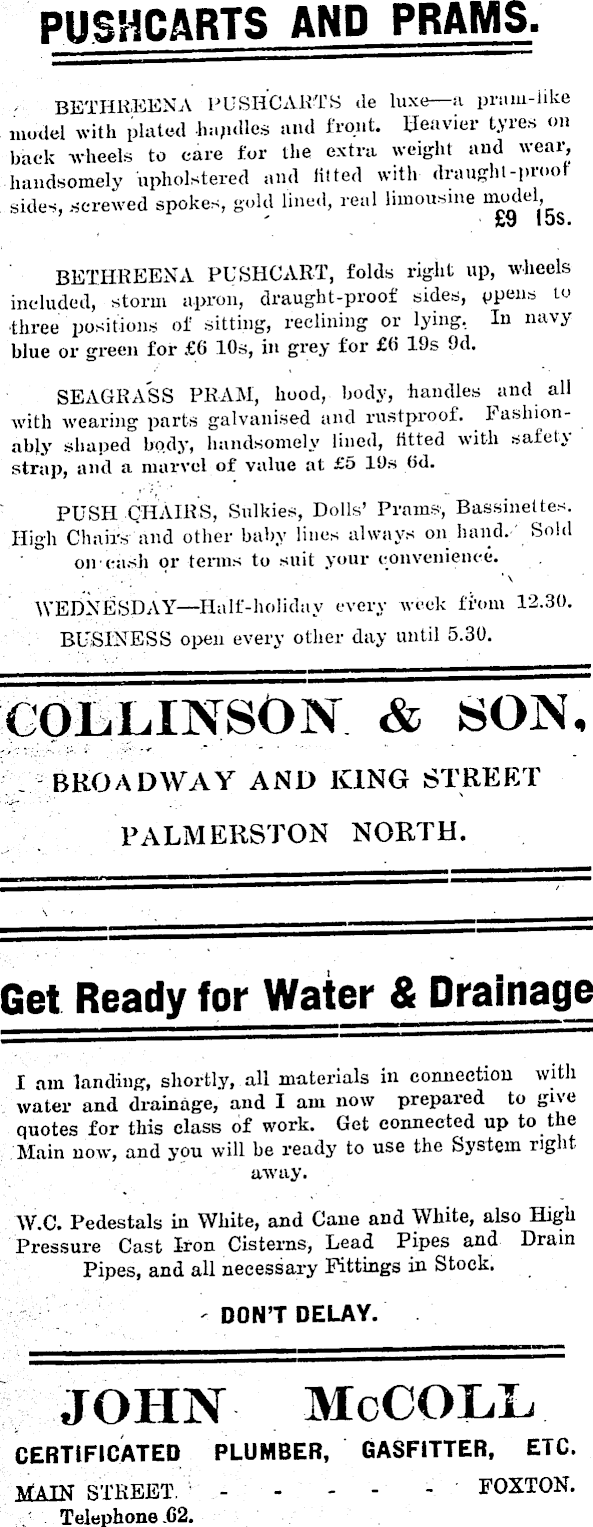 PUSHCARTS AND PRAMS.
BETHREENA PUSHCARTS de luxe—a pram-like
model with plated handles and front. Heavier tyres on
back wheels to care for the extra weight and wear,
handsomely upholstered and fitted with draught-proof
sides, screwed spokes, gold lined, real limousine model,
£9 15s.
BETHREENA PUSHCART, folds right up, wheels
included, storm apron, draught-proof sides, opens to
three positions of sitting, reclining or lying. In navy
blue or green for £6 10s, in grey for £6 19s 9d.
SEAGRASS PRAM, hood, body, handles and all
with wearing parts galvanised and rustproof. Fashion-
ably shaped body, handsomely lined, fitted with safety
strap, and a marvel of value at £5 19s 6d.
PUSH CHAIRS, Sulkies, Dolls' Prams, Bassinettes.
High Chairs and other baby lines always on hand. Sold
on cash or terms to suit your convenience.
WEDNESDAY—Half-holiday every week from 12.30.
BUSINESS open every other day until 5.30.
COLLINSON & SON,
BROADWAY AND KING STREET
PALMERSTON NORTH.
Get Ready for Water & Drainage
I am landing, shortly, all materials in connection with
water and drainage, and I am now prepared to give
quotes for this class of work. Get connected up to the
Main now, and you will be ready to use the System right
away.
W.C. Pedestals in White, and Cane and White, also High
Pressure Cast Iron Cisterns, Lead Pipes and Drain
Pipes, and all necessary Fittings in Stock.
DON'T DELAY.
JOHN McCOLL
CERTIFICATED PLUMBER, GASFITTER, ETC.
MAIN STREET. - - - - - FOXTON.
Telephone 62.